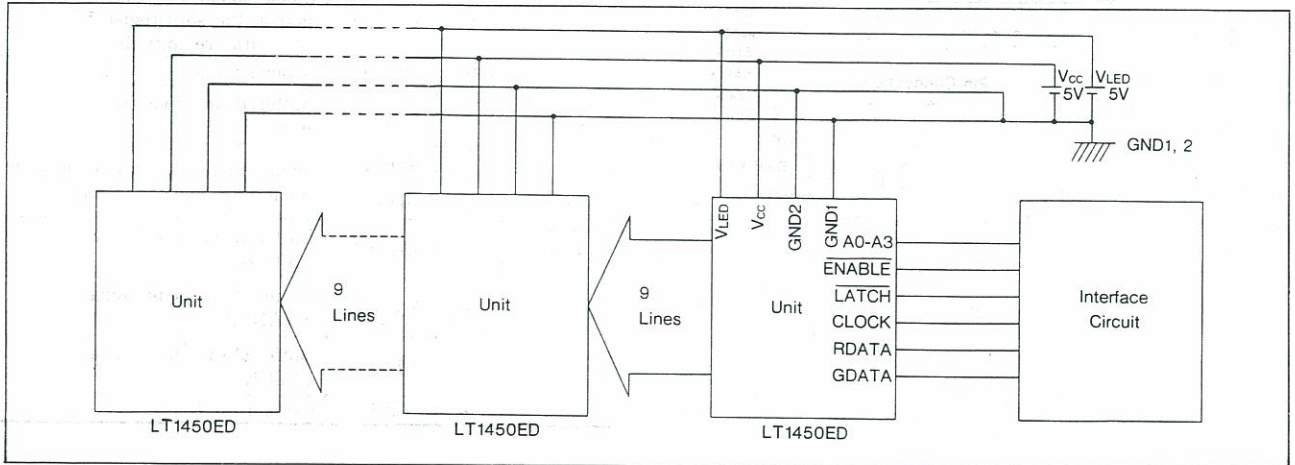 VCC VLED
5V 5V
GND1, 2
VLED
VCC
GND2
GND1
A0-A3
ENABLE
LATCH
CLOCK
RDATA
GDATA
Unit
9
Lines
Unit
9
Lines
Unit
Interface
Circuit
LT1450ED
LT1450ED
LT1450ED